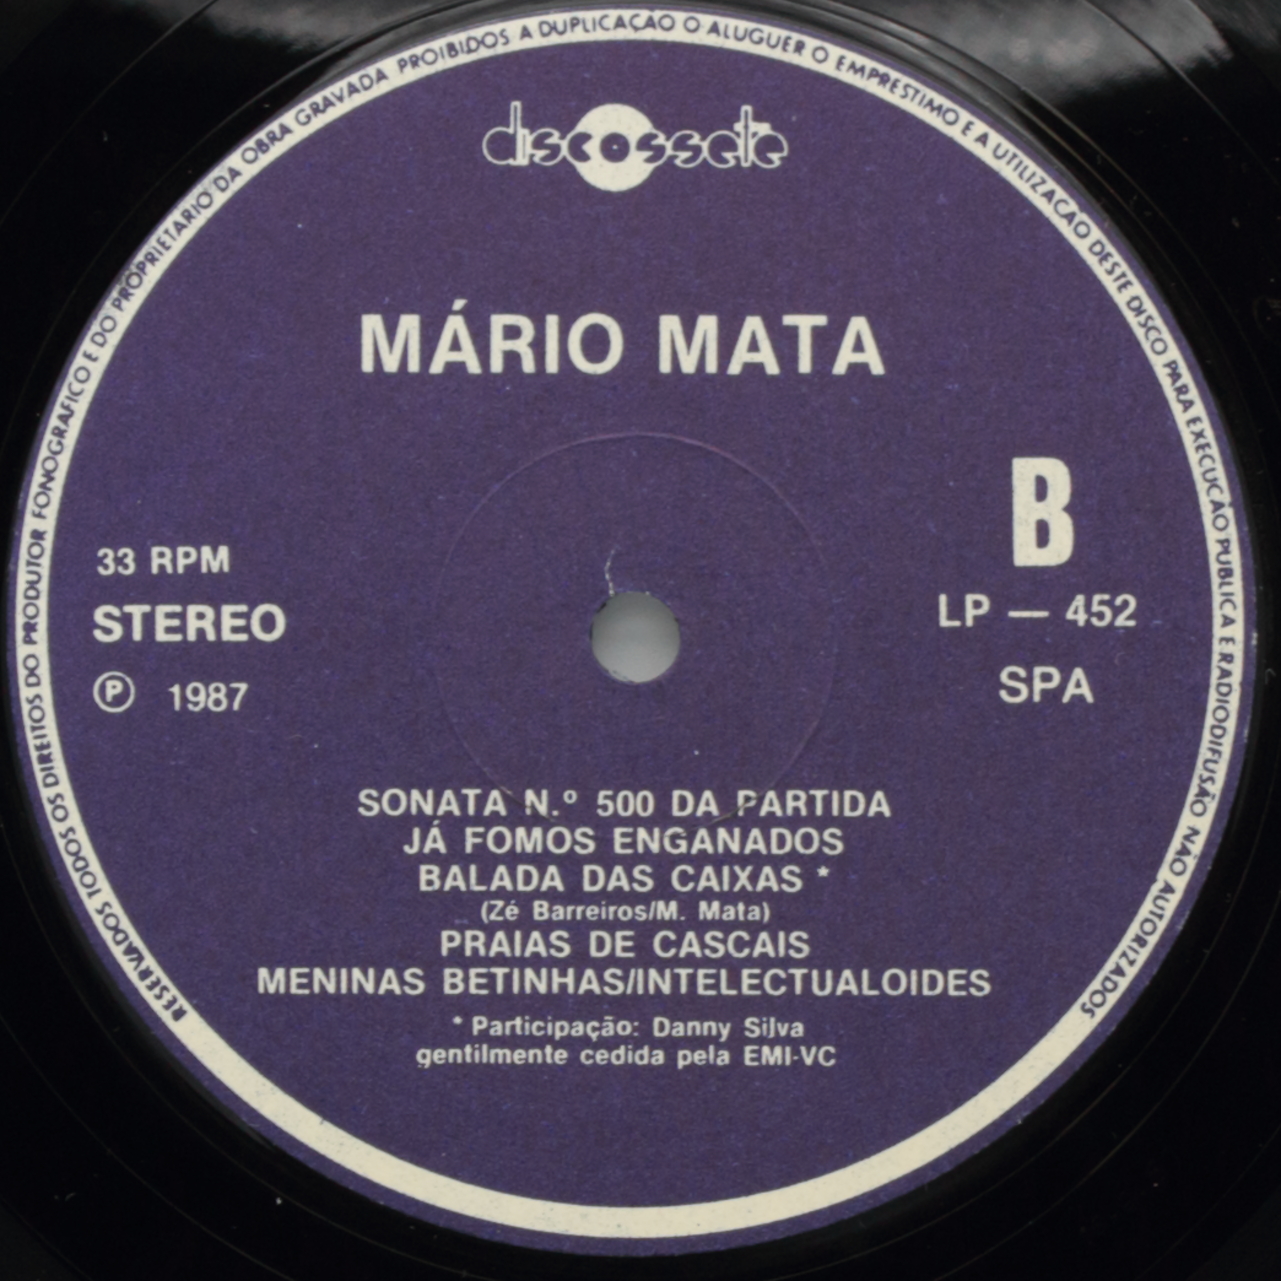 RESERVADOS TODOS OS DIREITOS DO PRODUTOR FONOGRAFICO E DO PROPRIETARIO DA OBRA GRAVADA PROIBIDOS A DUPLICAÇÃO O ALUGUER O EMPRESTIMO E A UTILIZAÇÃO DESTE DISCO PARA EXECUÇÃO PUBLICA E RADIODIFUSÃO NÃO AUTORIZADOS
discossete
MÁRIO MATA
B
33 RPM
LP — 452
STEREO
SPA
Ⓟ 1987
SONATA N.º 500 DA PARTIDA
JÁ FOMOS ENGANADOS
BALADA DAS CAIXAS *
(Zé Barreiros/M. Mata)
PRAIAS DE CASCAIS
MENINAS BETINHAS/INTELECTUALOIDES
* Participação: Danny Silva
gentilmente cedida pela EMI-VC